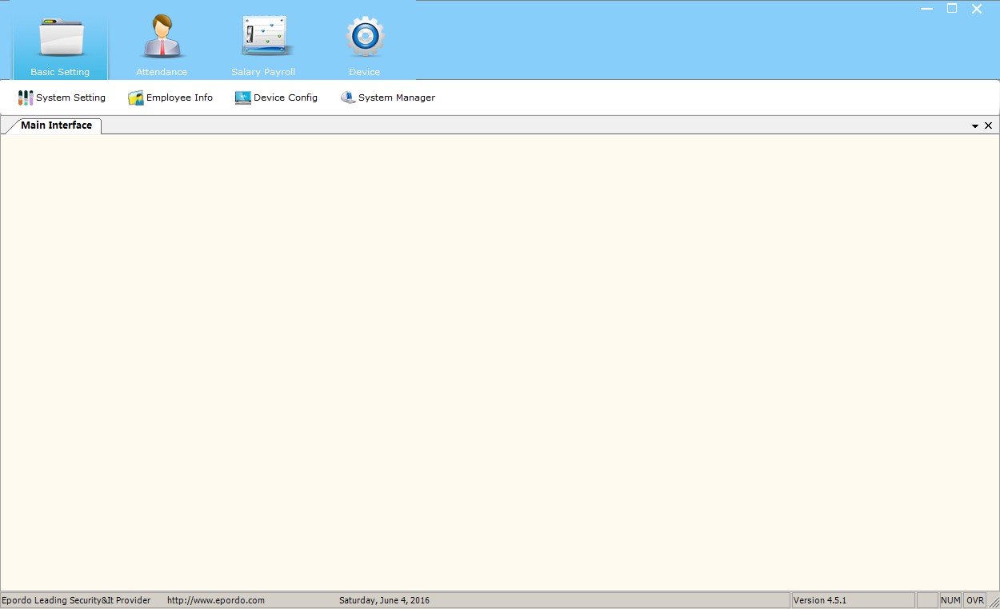 Basic Setting
Attendance
Salary Payroll
Device
System Setting
Employee Info
Device Config
System Manager
Main Interface
Epordo Leading Security&It Provider http://www.epordo.com Saturday, June 4, 2016 Version 4.5.1 NUM OVR